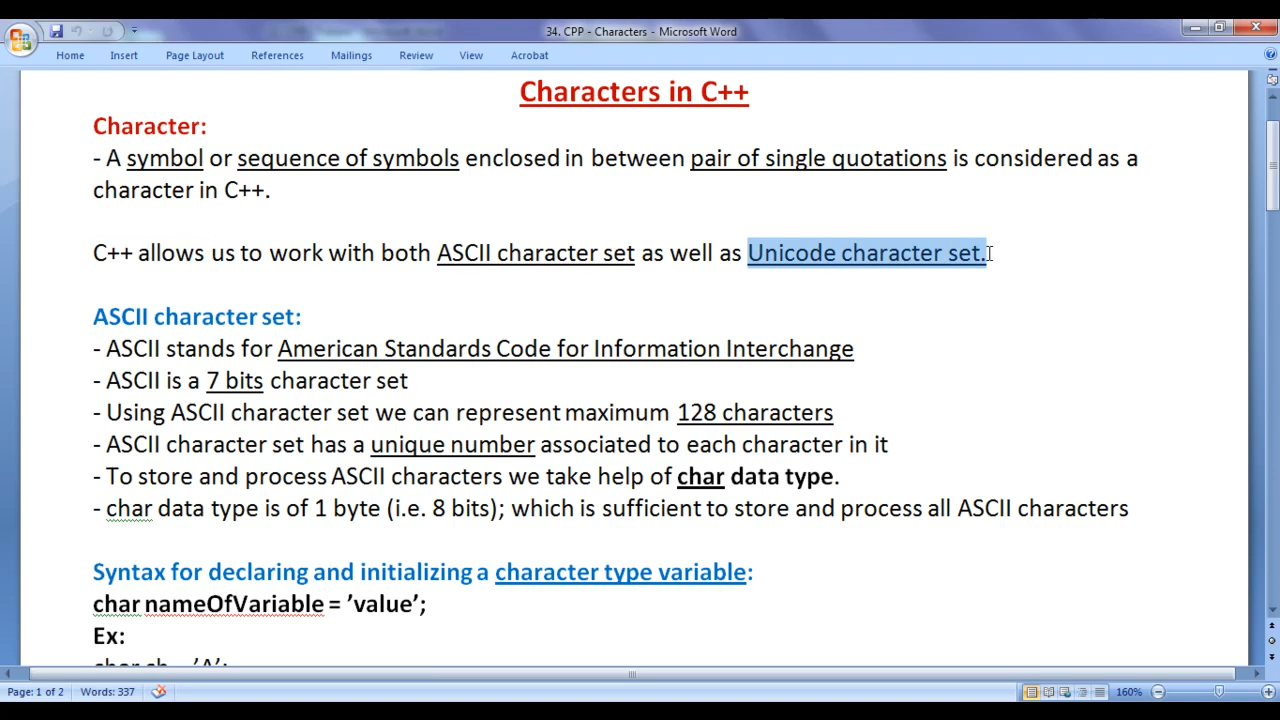 34. CPP - Characters - Microsoft Word
Home Insert Page Layout References Mailings Review View Acrobat
Characters in C++
Character:
- A symbol or sequence of symbols enclosed in between pair of single quotations is considered as a
character in C++.
C++ allows us to work with both ASCII character set as well as Unicode character set.
ASCII character set:
- ASCII stands for American Standards Code for Information Interchange
- ASCII is a 7 bits character set
- Using ASCII character set we can represent maximum 128 characters
- ASCII character set has a unique number associated to each character in it
- To store and process ASCII characters we take help of char data type.
- char data type is of 1 byte (i.e. 8 bits); which is sufficient to store and process all ASCII characters
Syntax for declaring and initializing a character type variable:
char nameOfVariable = ’value’;
Ex:
char ch = ’A’;
Page: 1 of 2 Words: 337 160%